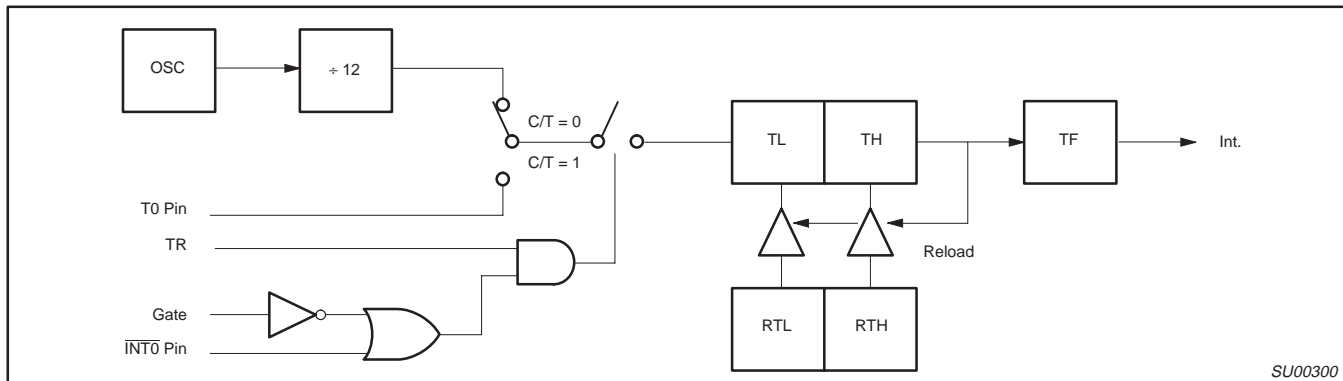 OSC
÷ 12
C/T = 0
C/T = 1
TL
TH
TF
Int.
T0 Pin
TR
Reload
Gate
INT0 Pin
RTL
RTH
SU00300